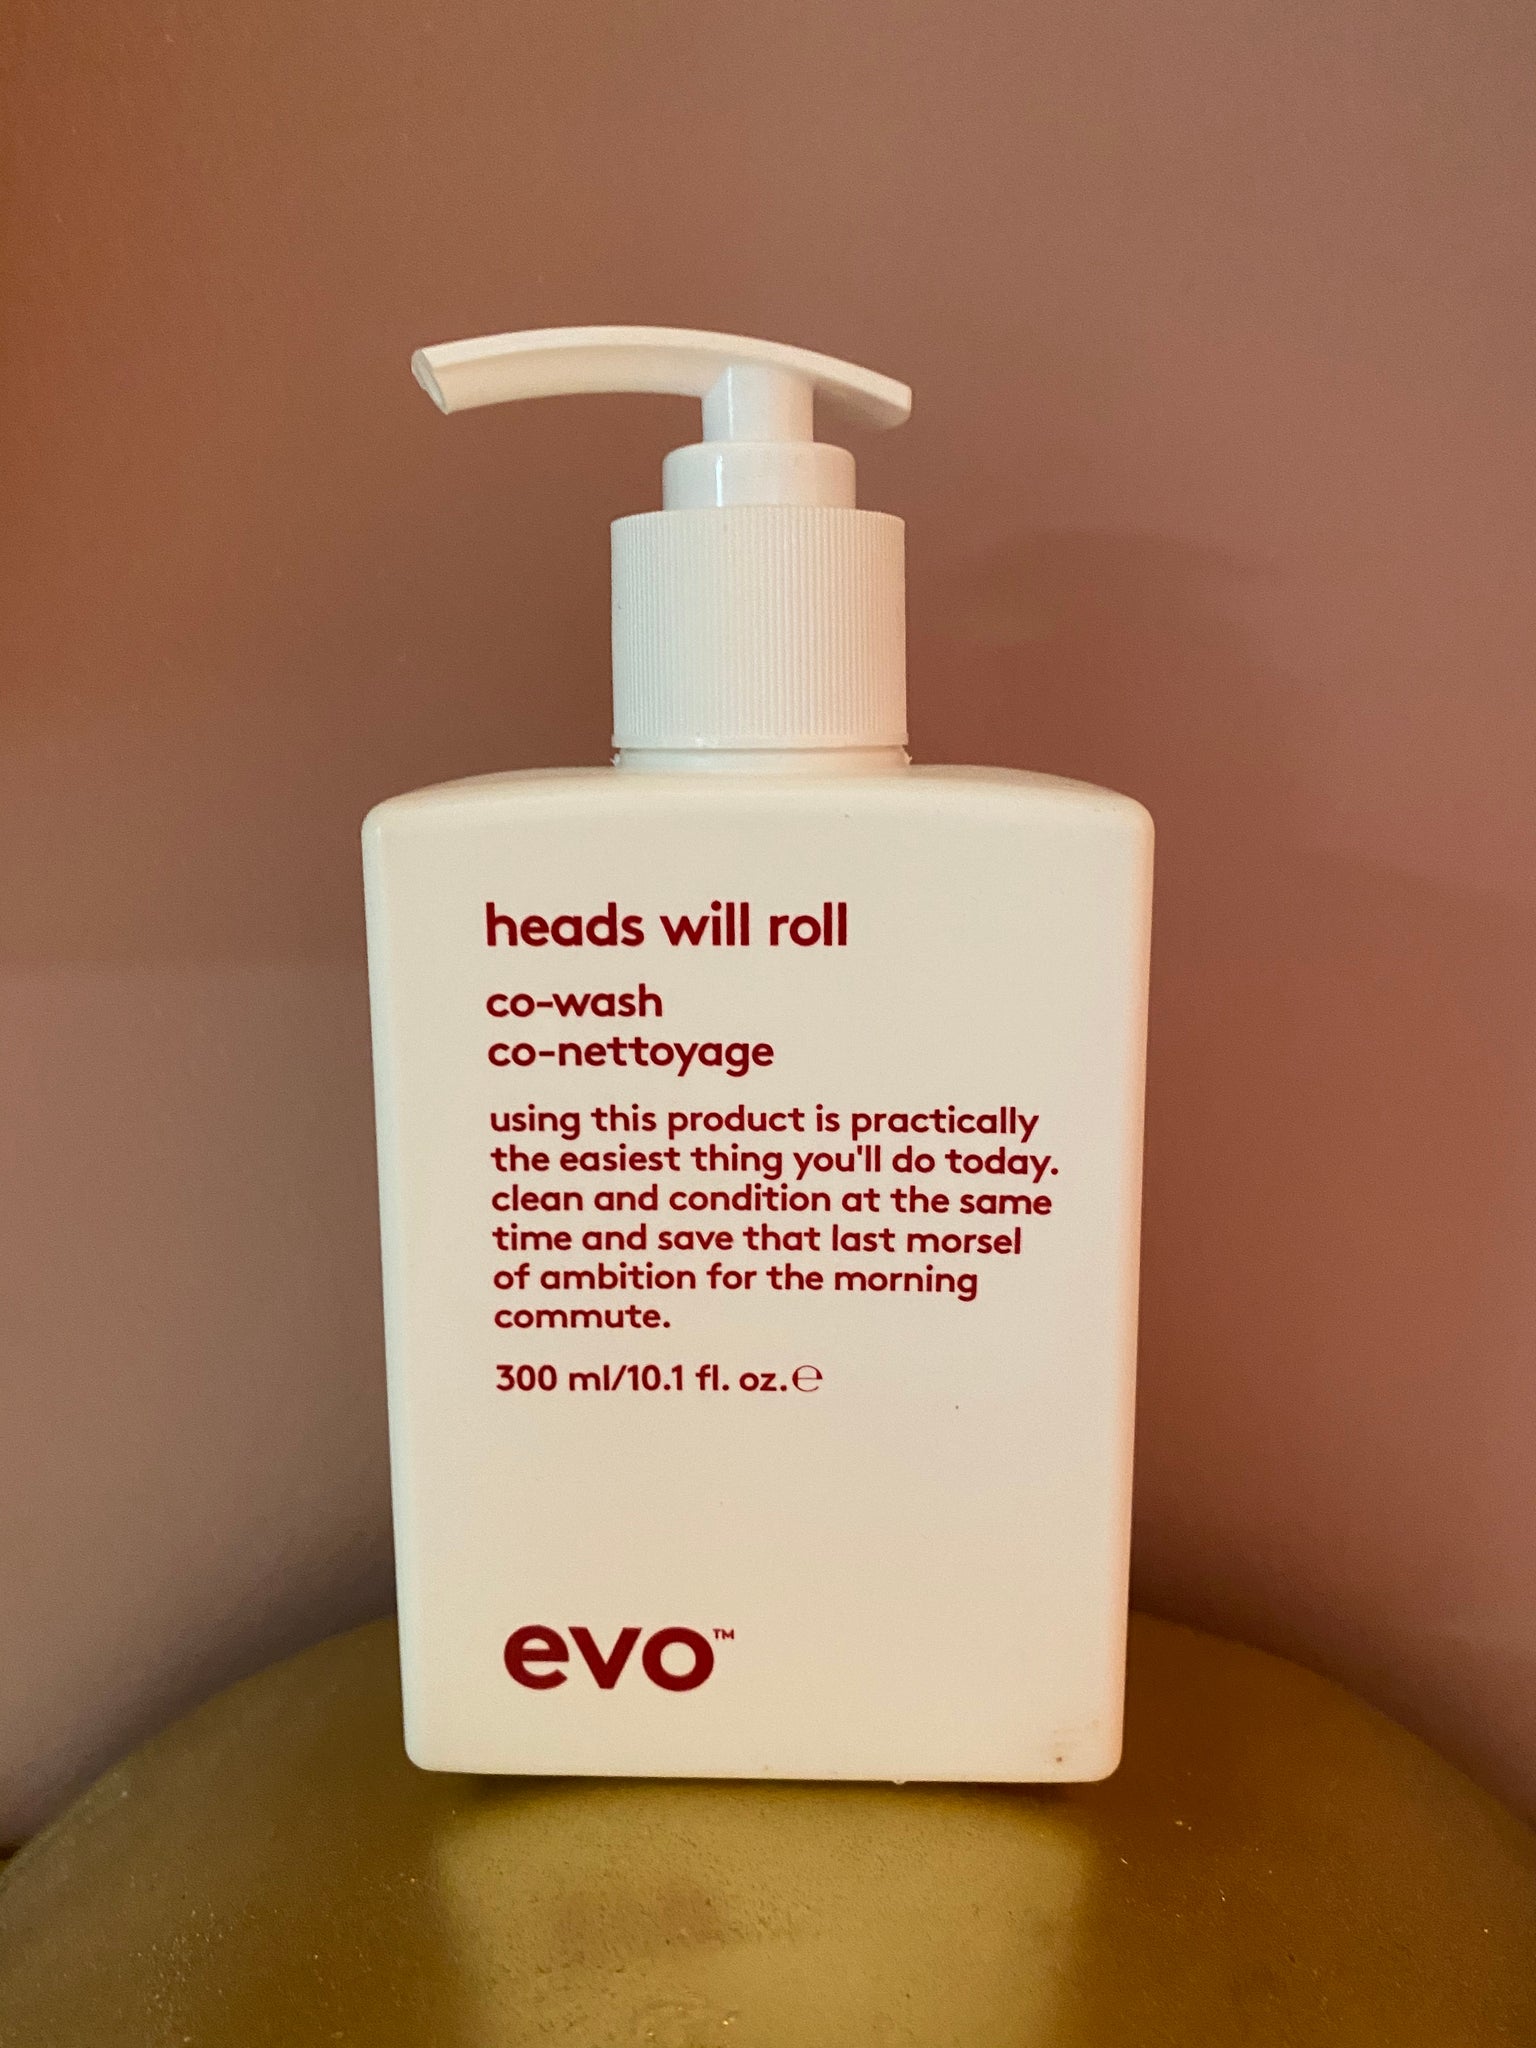 heads will roll
co-wash
co-nettoyage
using this product is practically
the easiest thing you'll do today.
clean and condition at the same
time and save that last morsel
of ambition for the morning
commute.
300 ml/10.1 fl. oz.℮
evo™